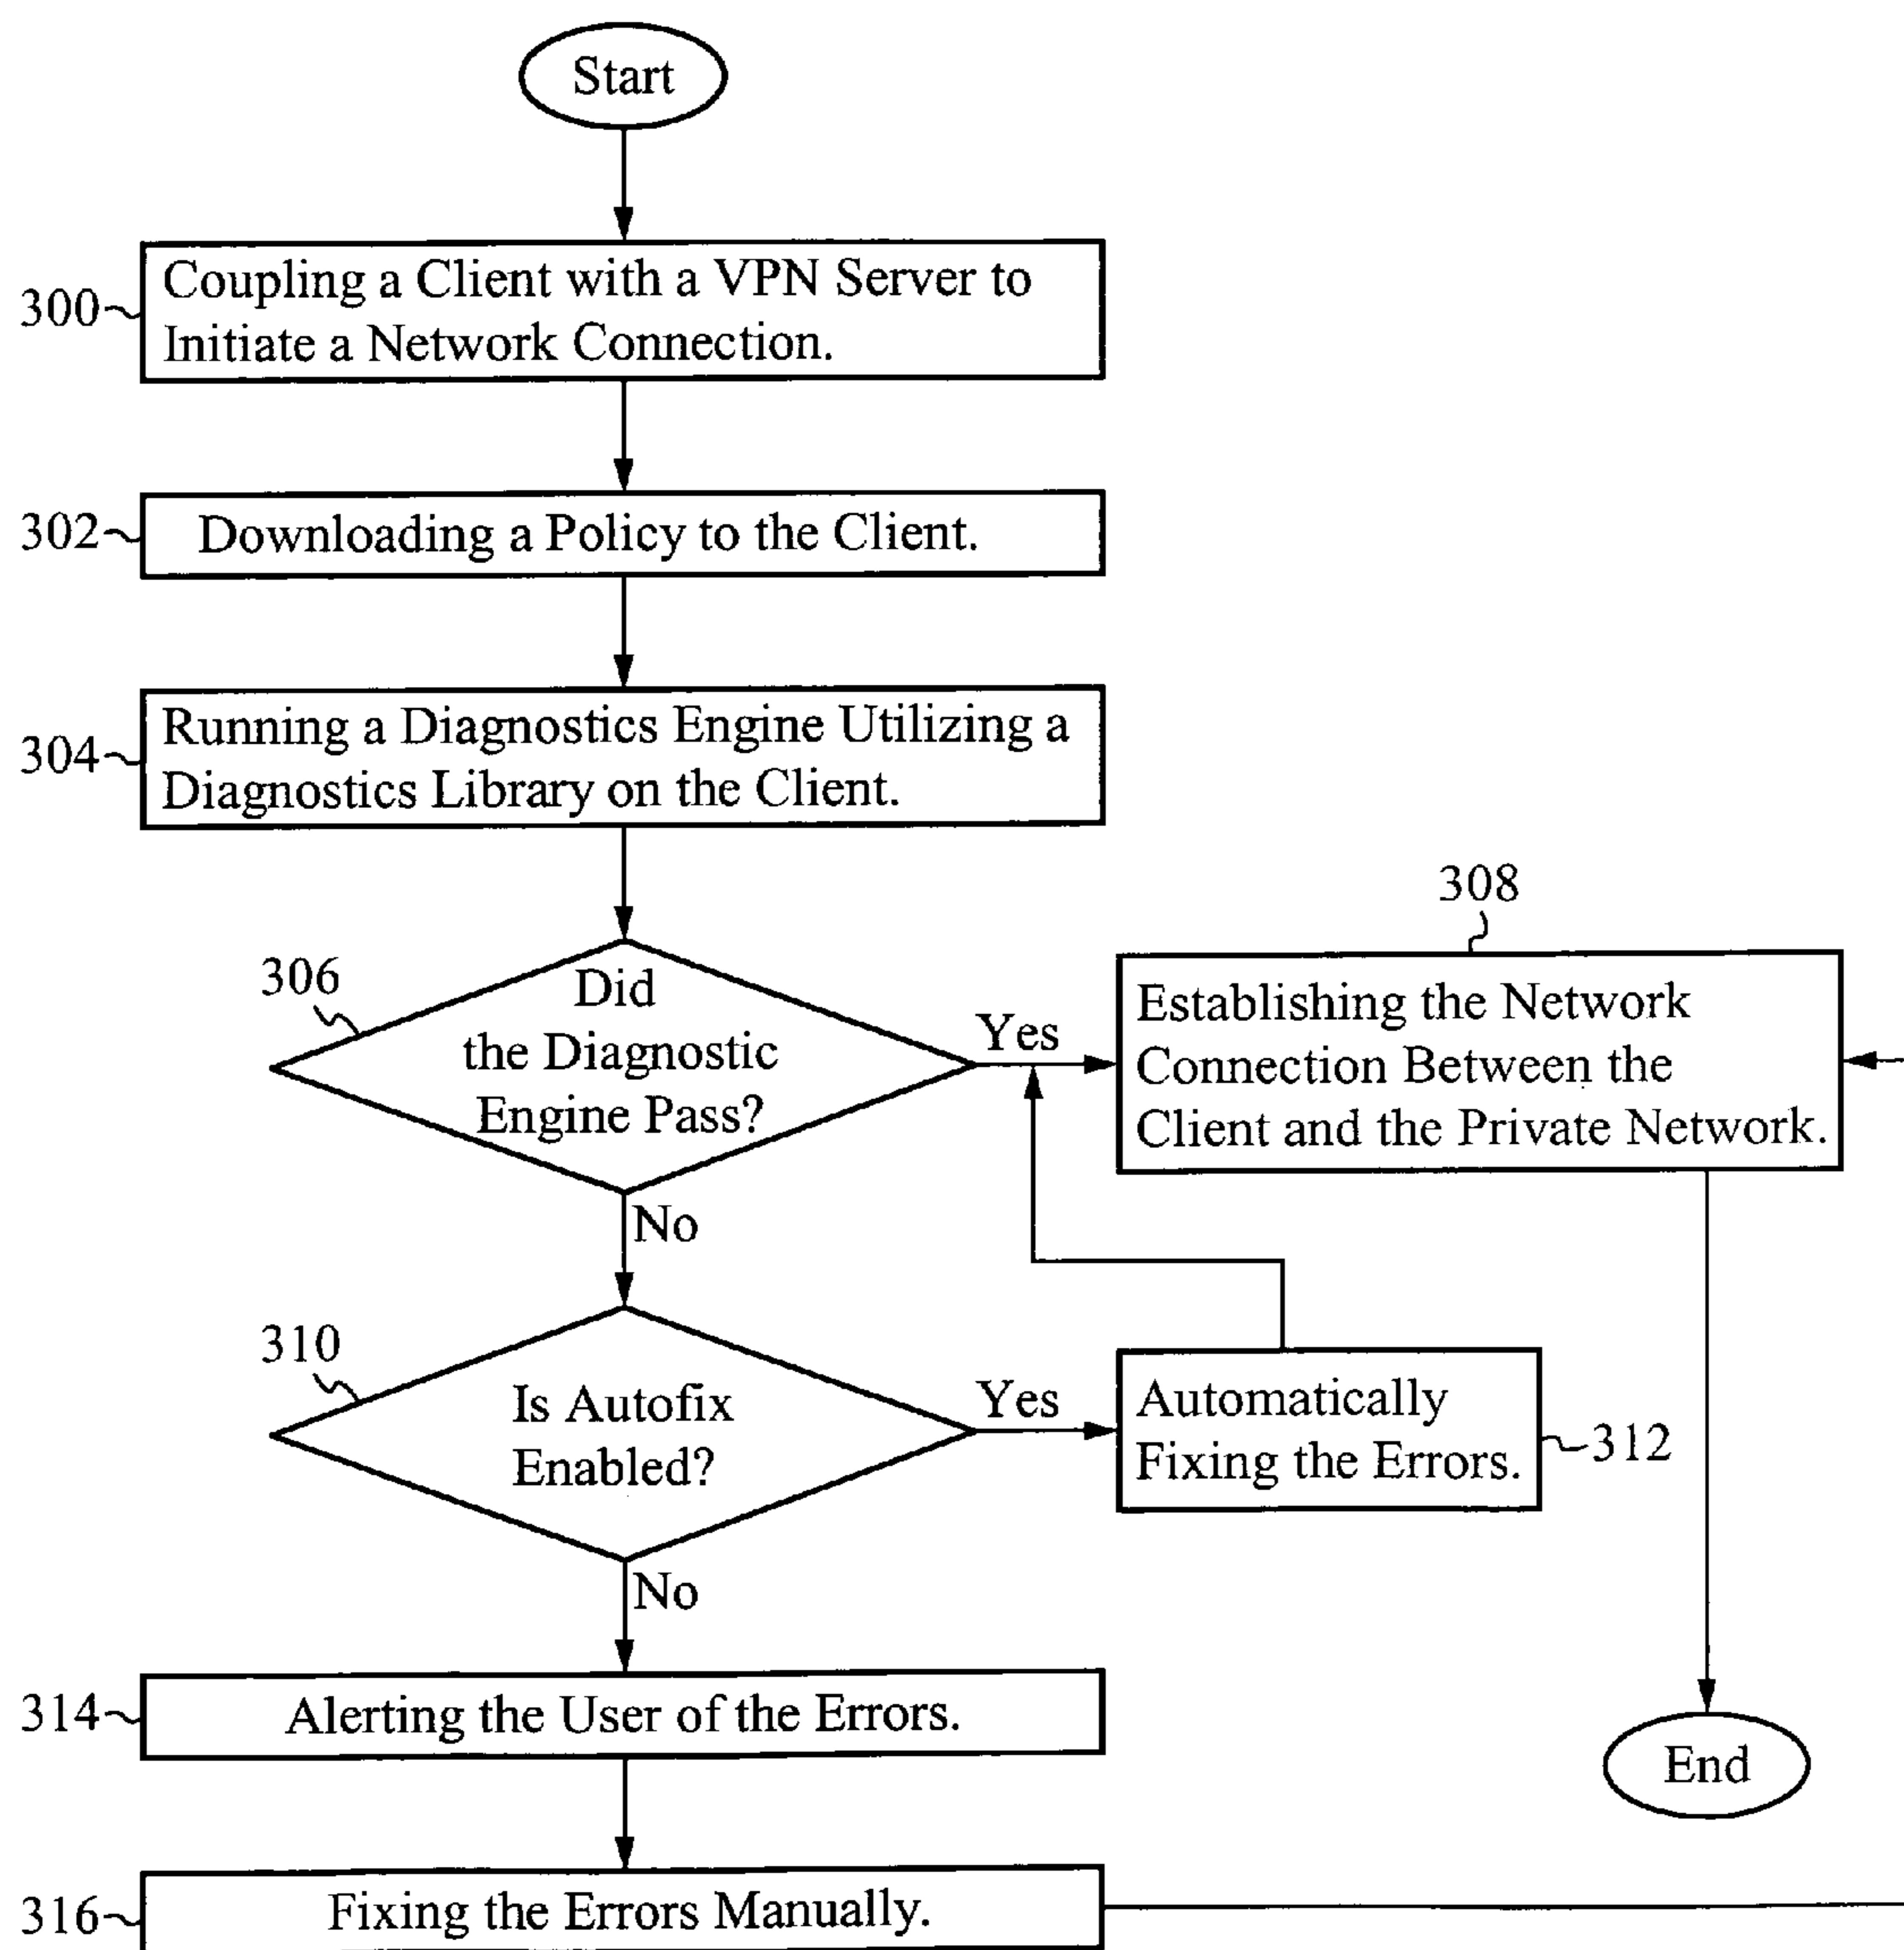 Start
300
Coupling a Client with a VPN Server to
Initiate a Network Connection.
302
Downloading a Policy to the Client.
304
Running a Diagnostics Engine Utilizing a
Diagnostics Library on the Client.
306
Did
the Diagnostic
Engine Pass?
Yes
No
308
Establishing the Network
Connection Between the
Client and the Private Network.
310
Is Autofix
Enabled?
Yes
No
Automatically
Fixing the Errors.
312
314
Alerting the User of the Errors.
End
316
Fixing the Errors Manually.